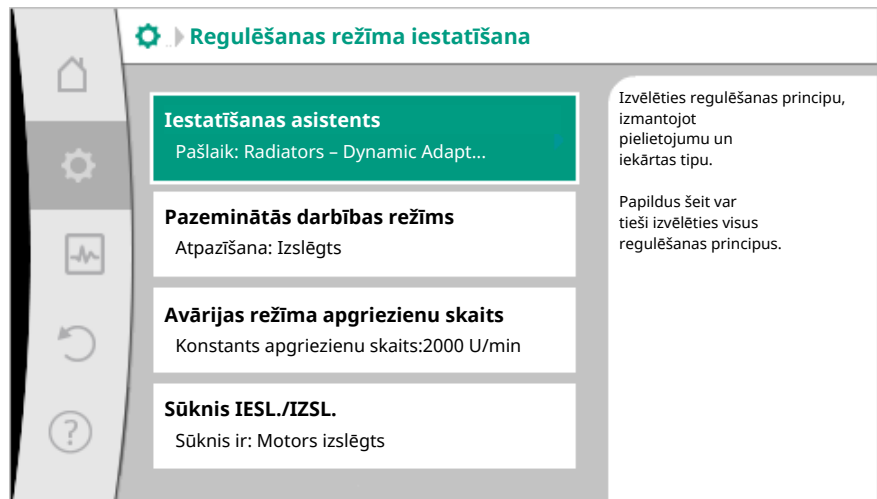 Regulēšanas režīma iestatīšana
Iestatīšanas asistents
Pašlaik: Radiators – Dynamic Adapt...
Pazeminātās darbības režīms
Atpazīšana: Izslēgts
Avārijas režīma apgriezienu skaits
Konstants apgriezienu skaits:2000 U/min
Sūknis IESL./IZSL.
Sūknis ir: Motors izslēgts
Izvēlēties regulēšanas principu,
izmantojot
pielietojumu un
iekārtas tipu.
Papildus šeit var
tieši izvēlēties visus
regulēšanas principus.